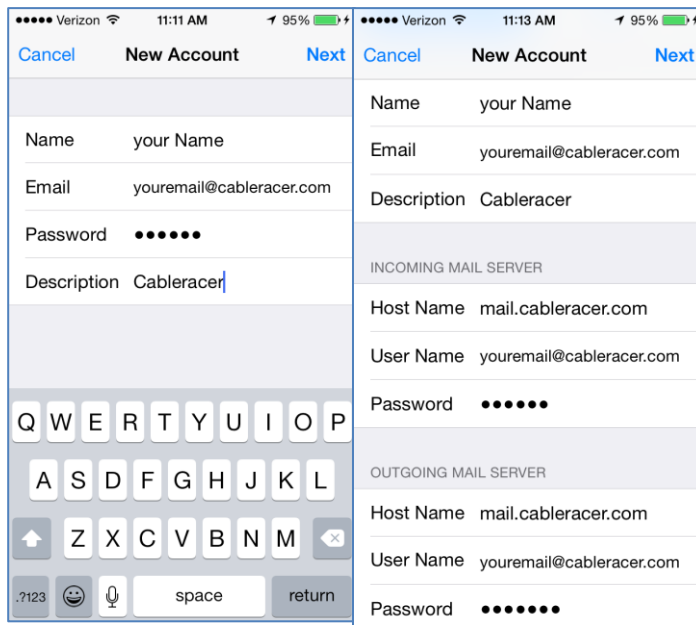 Verizon 11:11 AM 95%
Cancel New Account Next
Name your Name
Email youremail@cableracer.com
Password ●●●●●●
Description Cableracer
Q W E R T Y U I O P
A S D F G H J K L
Z X C V B N M
.?123 space return
Verizon 11:13 AM 95%
Cancel New Account Next
Name your Name
Email youremail@cableracer.com
Description Cableracer
INCOMING MAIL SERVER
Host Name mail.cableracer.com
User Name youremail@cableracer.com
Password ●●●●●●
OUTGOING MAIL SERVER
Host Name mail.cableracer.com
User Name youremail@cableracer.com
Password ●●●●●●●